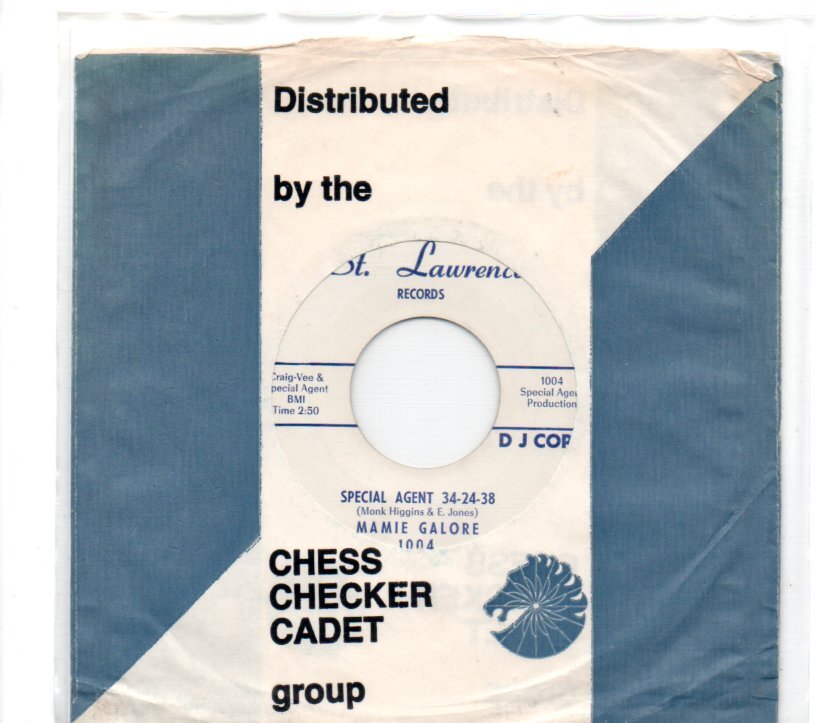 Distributed
by the
St. Lawrence
RECORDS
Craig-Vee &
Special Agent
BMI
Time 2:50
1004
Special Agen
Production
D J COP
SPECIAL AGENT 34-24-38
(Monk Higgins & E. Jones)
MAMIE GALORE
1004
CHESS
CHECKER
CADET
group